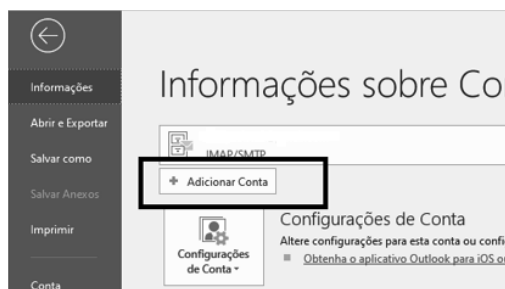 Informações
Abrir e Exportar
Salvar como
Salvar Anexos
Imprimir
Conta
Informações sobre Co
IMAP/SMTP
+ Adicionar Conta
Configurações
de Conta
Configurações de Conta
Altere configurações para esta conta ou confi
Obtenha o aplicativo Outlook para iOS ou